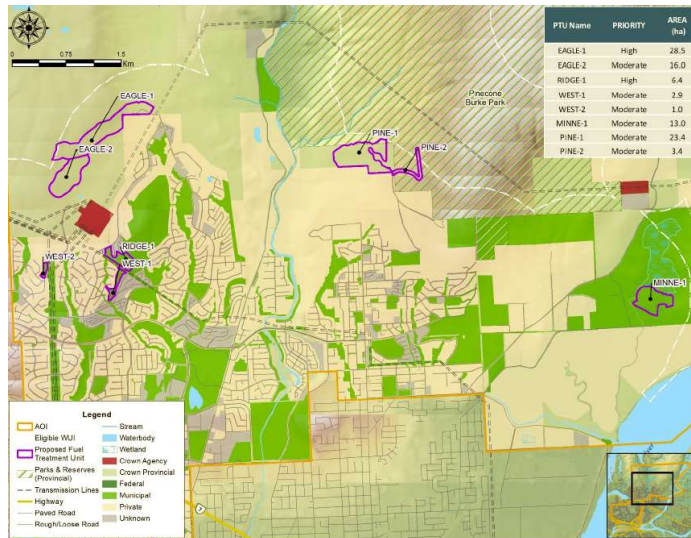 PTU Name PRIORITY AREA (ha)
EAGLE-1 High 28.5
EAGLE-2 Moderate 16.0
RIDGE-1 High 6.4
WEST-1 Moderate 2.9
WEST-2 Moderate 1.0
MINNE-1 Moderate 13.0
PINE-1 Moderate 23.4
PINE-2 Moderate 3.4
0 0.75 1.5
Km
Pinecone
Burke Park
EAGLE-1
EAGLE-2
PINE-1
PINE-2
RIDGE-1
WEST-1
WEST-2
MINNE-1
Legend
AOI
Eligible WUI
Proposed Fuel
Treatment Unit
Parks & Reserves
(Provincial)
Transmission Lines
Highway
Paved Road
Rough/Loose Road
Stream
Waterbody
Wetland
Crown Agency
Crown Provincial
Federal
Municipal
Private
Unknown
7